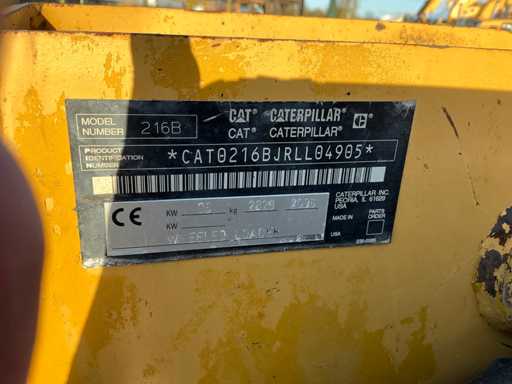 MODEL NUMBER 216B
CAT CATERPILLAR
CAT® CATERPILLAR®
PRODUCT IDENTIFICATION NUMBER *CAT0216BJRLL04905*
CATERPILLAR INC.
PEORIA, IL 61629
USA
CE
KW kg
KW
MADE IN
USA
PARTS ORDER